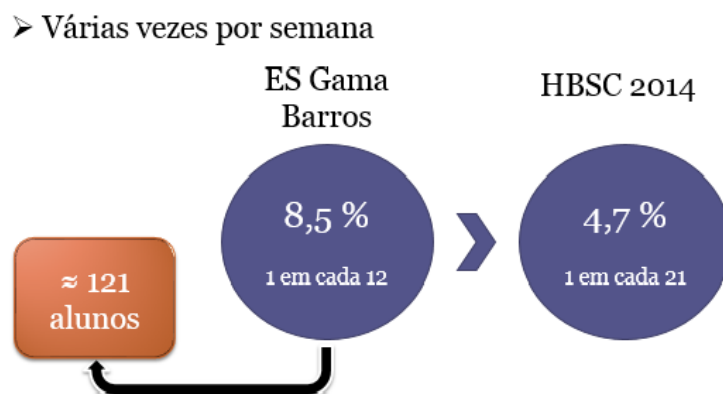 ➢ Várias vezes por semana
ES Gama
Barros
HBSC 2014
8,5 %
1 em cada 12
4,7 %
1 em cada 21
≈ 121
alunos